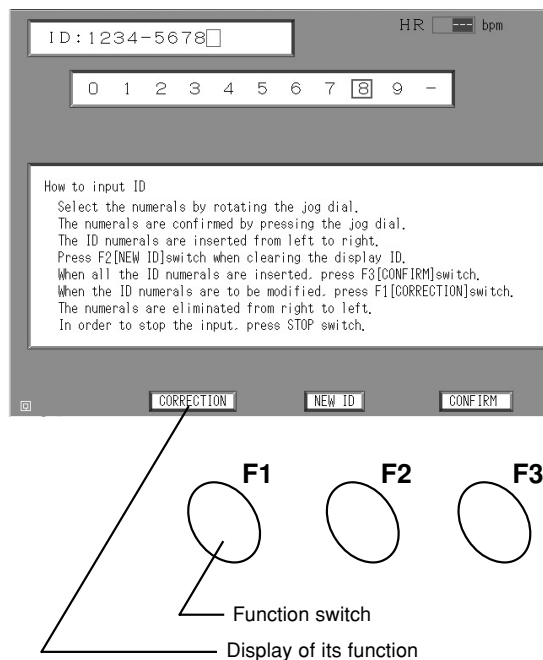 ID:1234-5678
HR --- bpm
0 1 2 3 4 5 6 7 8 9 -
How to input ID
Select the numerals by rotating the jog dial.
The numerals are confirmed by pressing the jog dial.
The ID numerals are inserted from left to right.
Press F2[NEW ID]switch when clearing the display ID.
When all the ID numerals are inserted, press F3[CONFIRM]switch.
When the ID numerals are to be modified, press F1[CORRECTION]switch.
The numerals are eliminated from right to left.
In order to stop the input, press STOP switch.
CORRECTION NEW ID CONFIRM
F1 F2 F3
Function switch
Display of its function